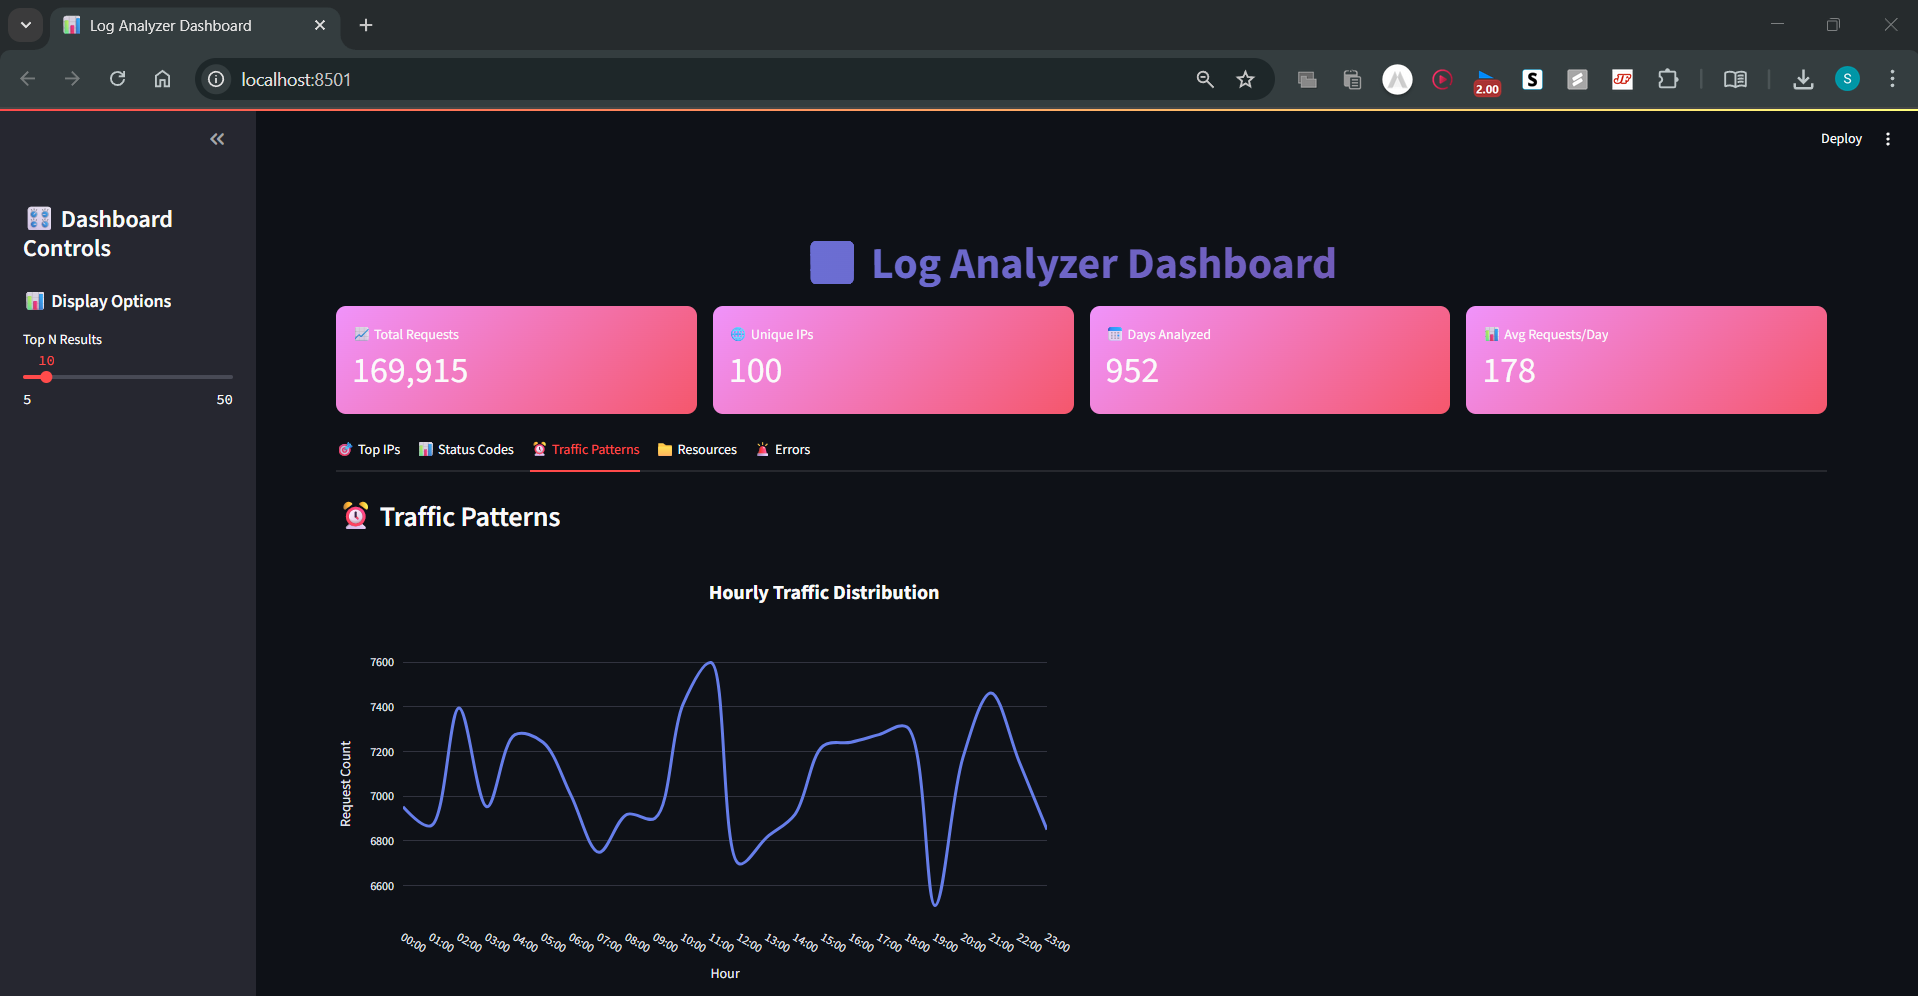 Log Analyzer Dashboard
localhost:8501
2.00
S
S
Deploy
Dashboard
Controls
Display Options
Top N Results
10
5 50
Log Analyzer Dashboard
Total Requests
169,915
Unique IPs
100
Days Analyzed
952
Avg Requests/Day
178
Top IPs Status Codes Traffic Patterns Resources Errors
Traffic Patterns
Hourly Traffic Distribution
Request Count
7600
7400
7200
7000
6800
6600
00:00 01:00 02:00 03:00 04:00 05:00 06:00 07:00 08:00 09:00 10:00 11:00 12:00 13:00 14:00 15:00 16:00 17:00 18:00 19:00 20:00 21:00 22:00 23:00
Hour